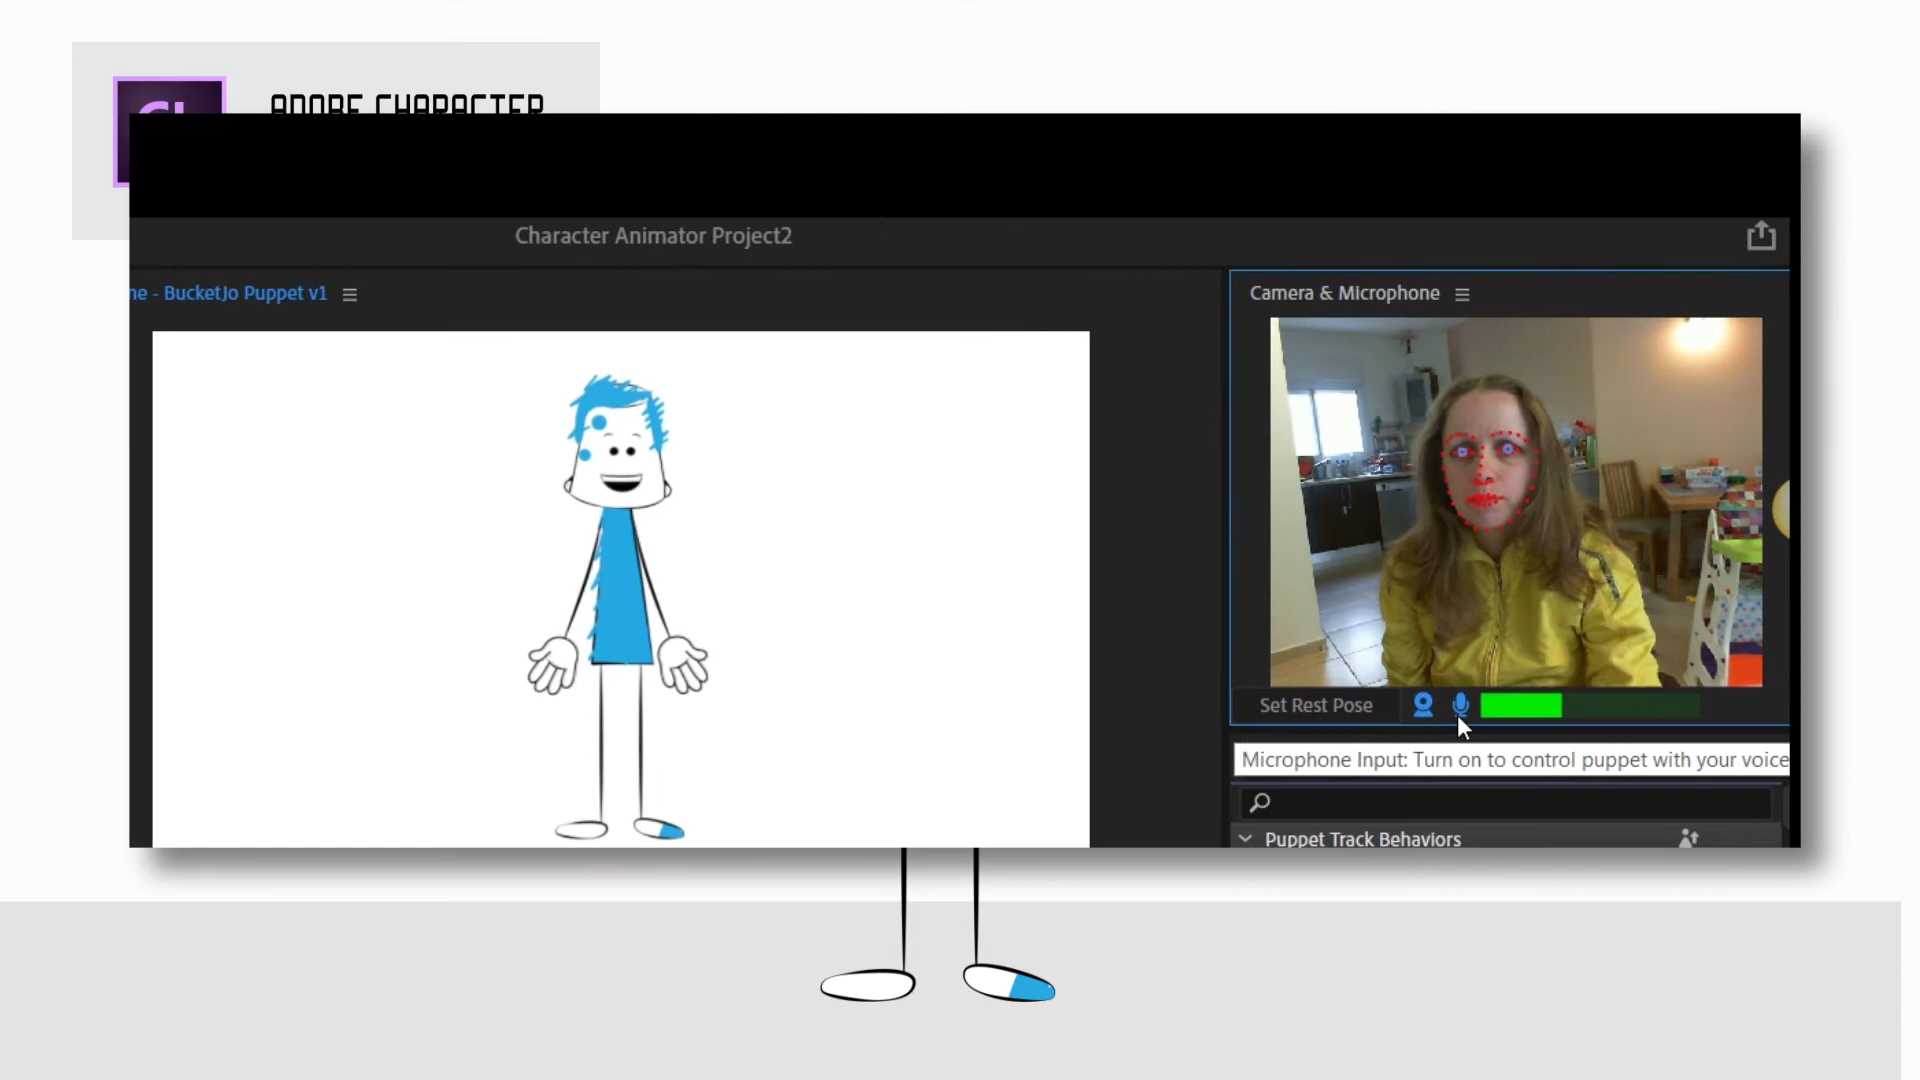 ADOBE CHARACTER
Character Animator Project2
ne - BucketJo Puppet v1
Camera & Microphone
Set Rest Pose
Microphone Input: Turn on to control puppet with your voice
Puppet Track Behaviors